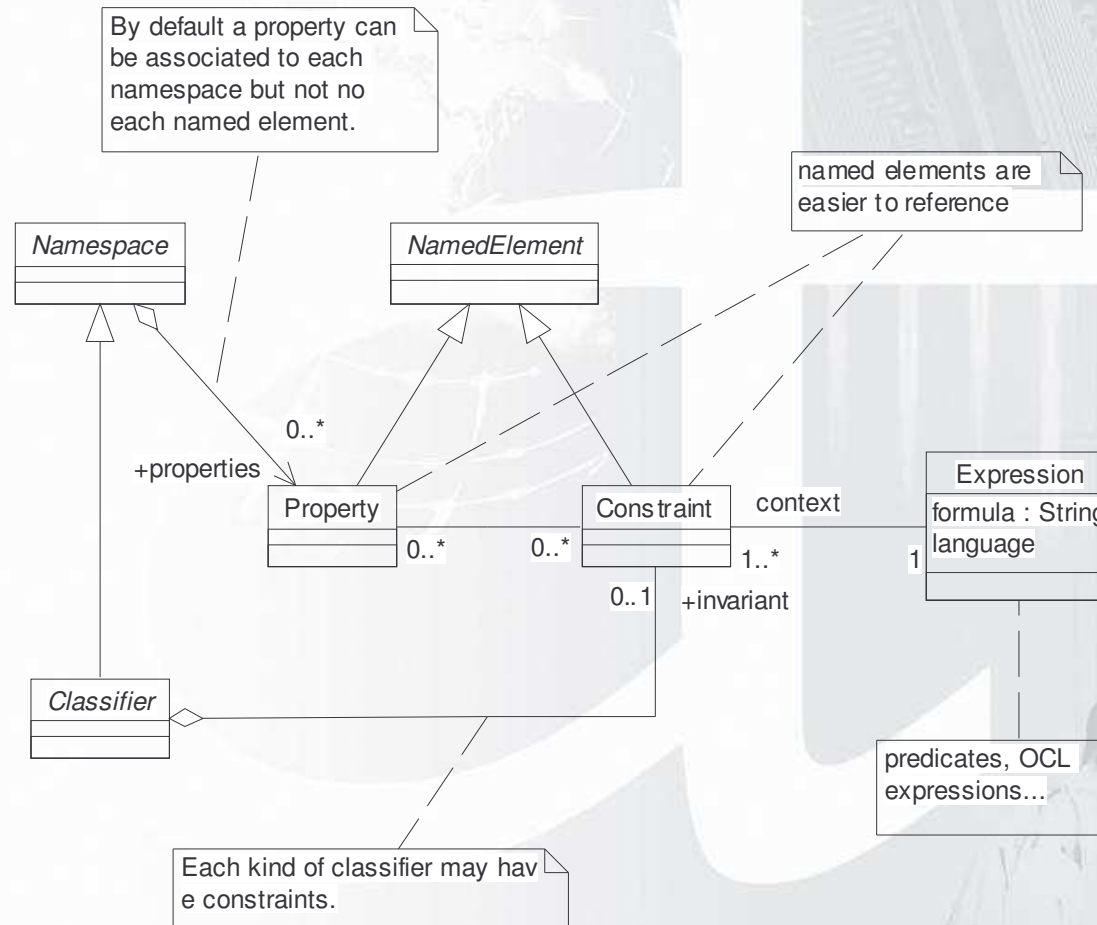 By default a property can
be associated to each
namespace but not no
each named element.
named elements are
easier to reference
Namespace
NamedElement
0..*
+properties
Property
Constraint
context
Expression
formula : String
language
0..*
0..*
1..*
1
0..1
+invariant
Classifier
predicates, OCL
expressions...
Each kind of classifier may hav
e constraints.